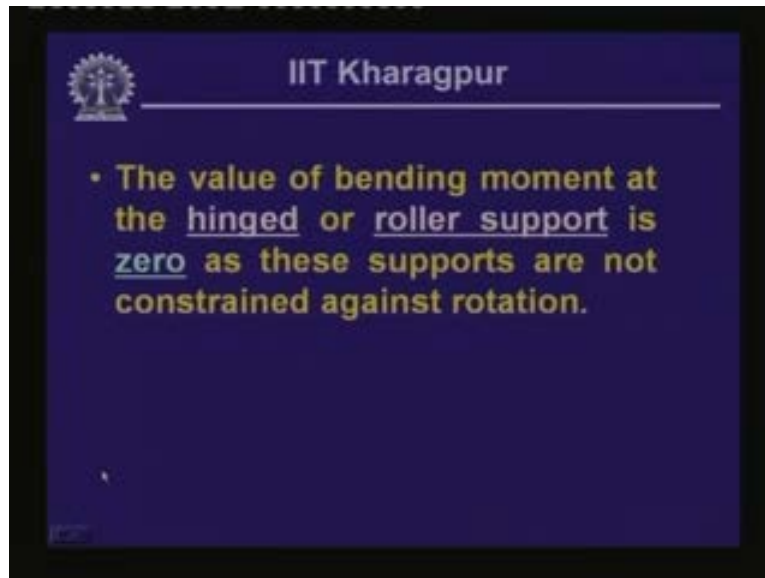 IIT Kharagpur
• The value of bending moment at
the hinged or roller support is
zero as these supports are not
constrained against rotation.